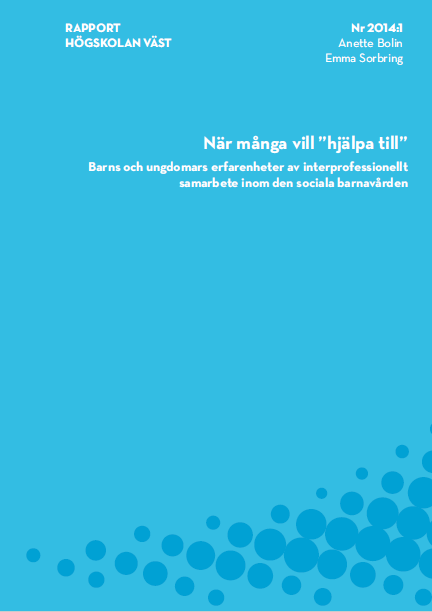 RAPPORT
HÖGSKOLAN VÄST
Nr 2014:1
Anette Bolin
Emma Sorbring
När många vill ”hjälpa till”
Barns och ungdomars erfarenheter av interprofessionellt
samarbete inom den sociala barnavården